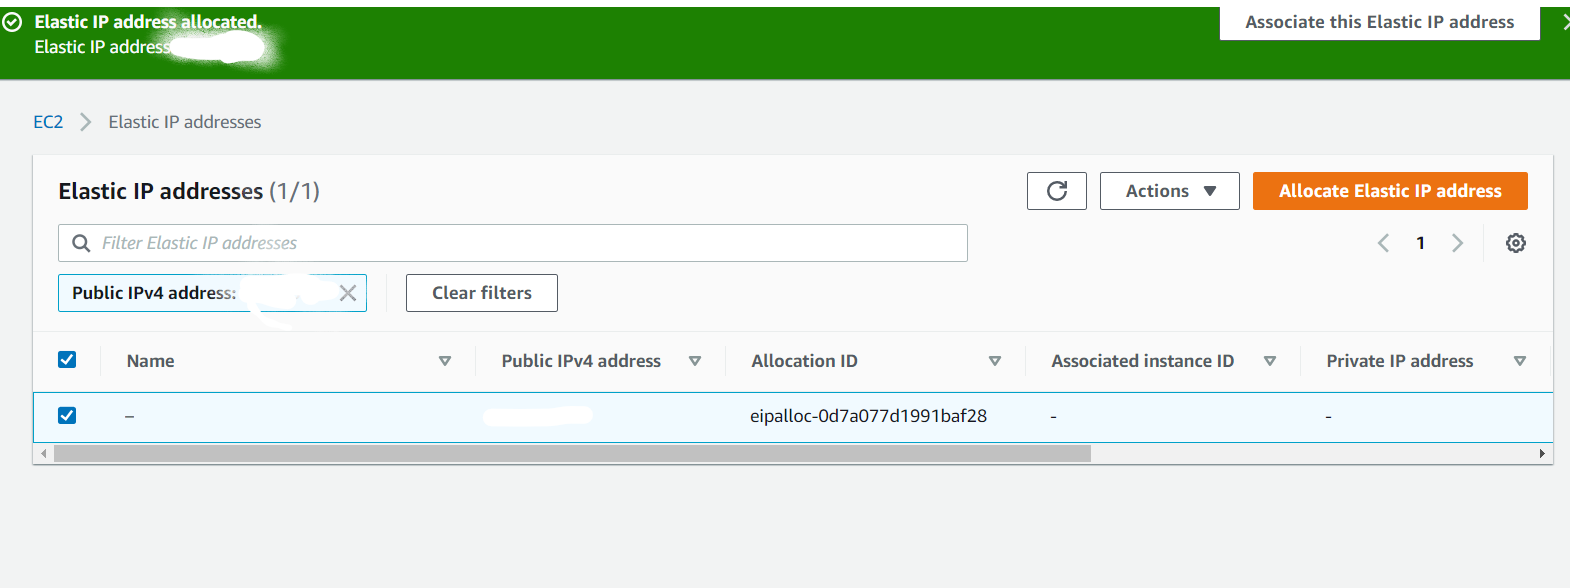 Elastic IP address allocated.
Elastic IP address
Associate this Elastic IP address
EC2 Elastic IP addresses
Elastic IP addresses (1/1)
Actions
Allocate Elastic IP address
Filter Elastic IP addresses
1
Public IPv4 address:
Clear filters
Name Public IPv4 address Allocation ID Associated instance ID Private IP address
– eipalloc-0d7a077d1991baf28 - -